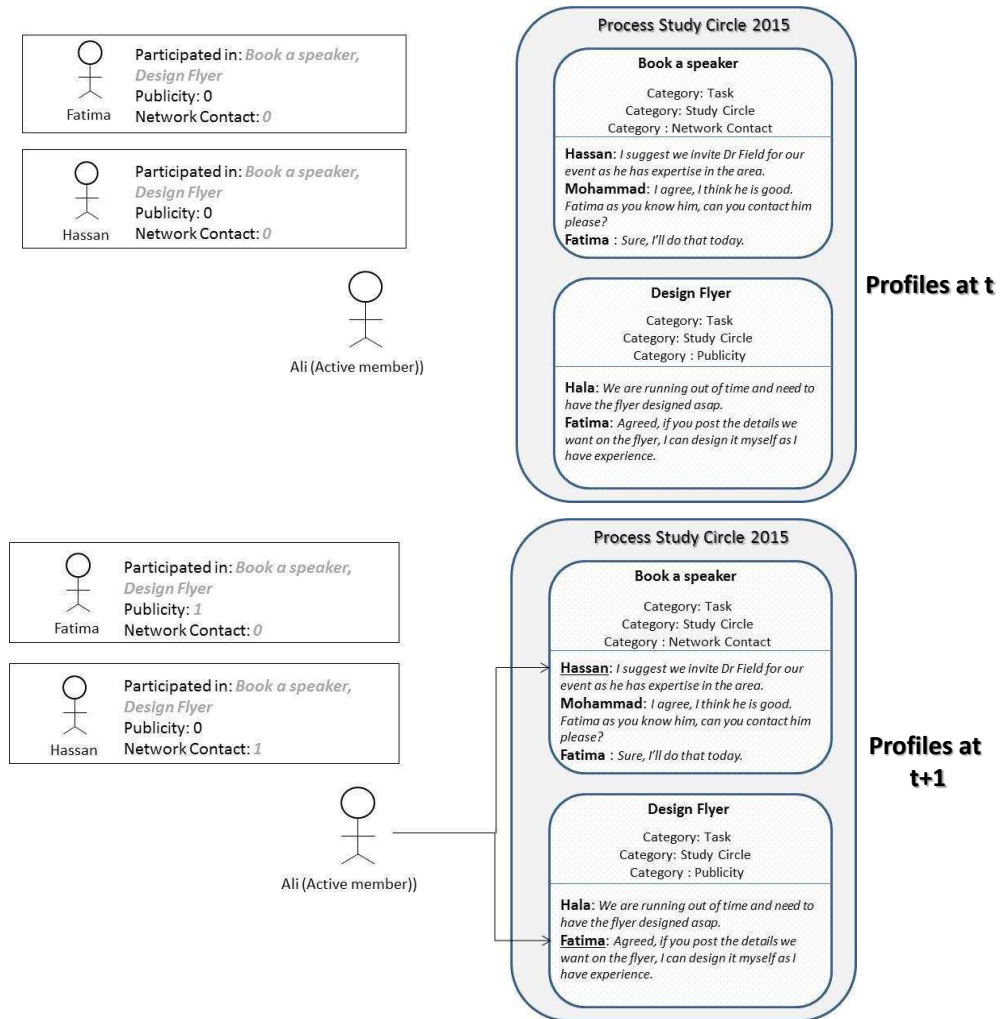 Participated in: Book a speaker,
Design Flyer
Publicity: 0
Network Contact: 0
Fatima
Participated in: Book a speaker,
Design Flyer
Publicity: 0
Network Contact: 0
Hassan
Ali (Active member))
Process Study Circle 2015
Book a speaker
Category: Task
Category: Study Circle
Category : Network Contact
Hassan: I suggest we invite Dr Field for our
event as he has expertise in the area.
Mohammad: I agree, I think he is good.
Fatima as you know him, can you contact him
please?
Fatima : Sure, I'll do that today.
Design Flyer
Category: Task
Category: Study Circle
Category : Publicity
Hala: We are running out of time and need to
have the flyer designed asap.
Fatima: Agreed, if you post the details we
want on the flyer, I can design it myself as I
have experience.
Profiles at t
Participated in: Book a speaker,
Design Flyer
Publicity: 1
Network Contact: 0
Fatima
Participated in: Book a speaker,
Design Flyer
Publicity: 0
Network Contact: 1
Hassan
Ali (Active member))
Process Study Circle 2015
Book a speaker
Category: Task
Category: Study Circle
Category : Network Contact
Hassan: I suggest we invite Dr Field for our
event as he has expertise in the area.
Mohammad: I agree, I think he is good.
Fatima as you know him, can you contact him
please?
Fatima : Sure, I'll do that today.
Design Flyer
Category: Task
Category: Study Circle
Category : Publicity
Hala: We are running out of time and need to
have the flyer designed asap.
Fatima: Agreed, if you post the details we
want on the flyer, I can design it myself as I
have experience.
Profiles at
t+1